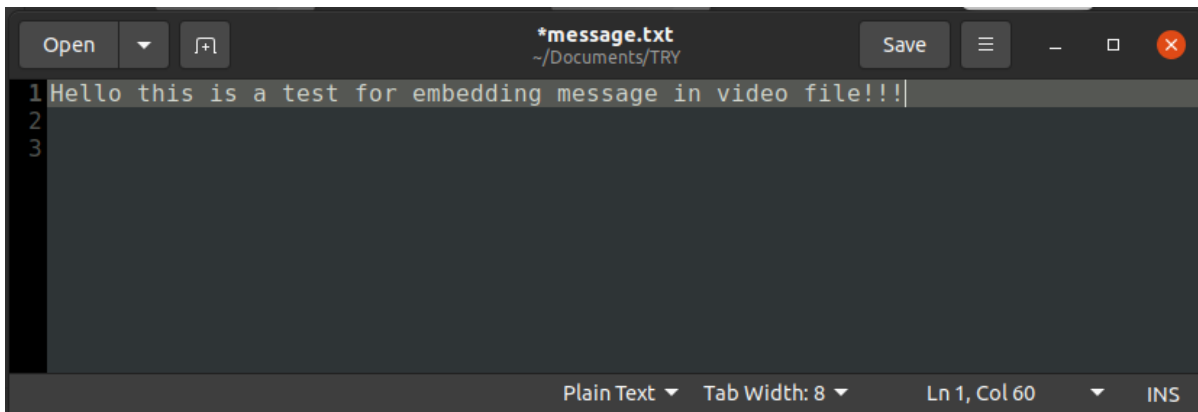 Open
*message.txt
~/Documents/TRY
Save
1 Hello this is a test for embedding message in video file!!!
2
3
Plain Text Tab Width: 8 Ln 1, Col 60 INS